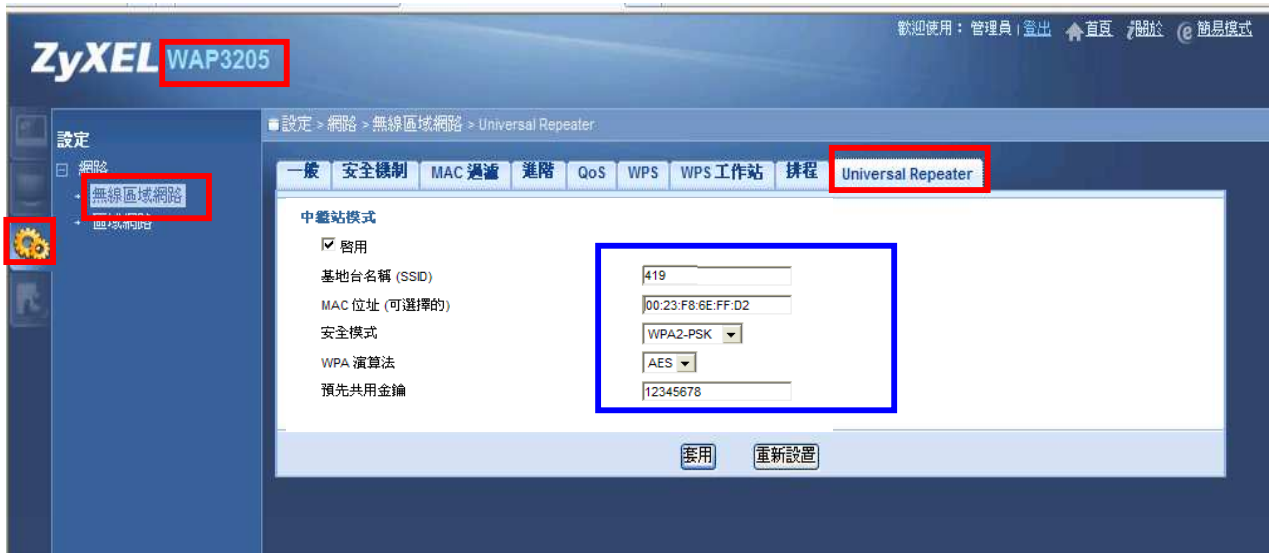 歡迎使用：管理員 | 登出 首頁 關於 簡易模式
ZyXEL WAP3205
設定 > 網路 > 無線區域網路 > Universal Repeater
設定
網路
無線區域網路
區域網路
一般 安全機制 MAC 過濾 進階 QoS WPS WPS 工作站 排程 Universal Repeater
中繼站模式
啓用
基地台名稱 (SSID) 419
MAC 位址 (可選擇的) 00:23:F8:6E:FF:D2
安全模式 WPA2-PSK
WPA 演算法 AES
預先共用金鑰 12345678
套用 重新設置